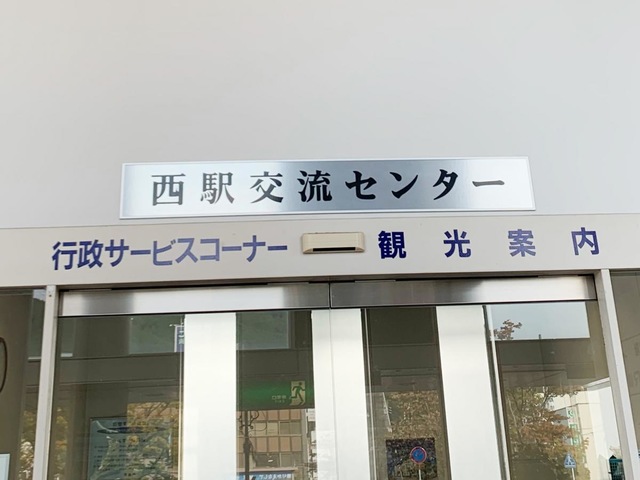 西駅交流センター
行政サービスコーナー 観光案内